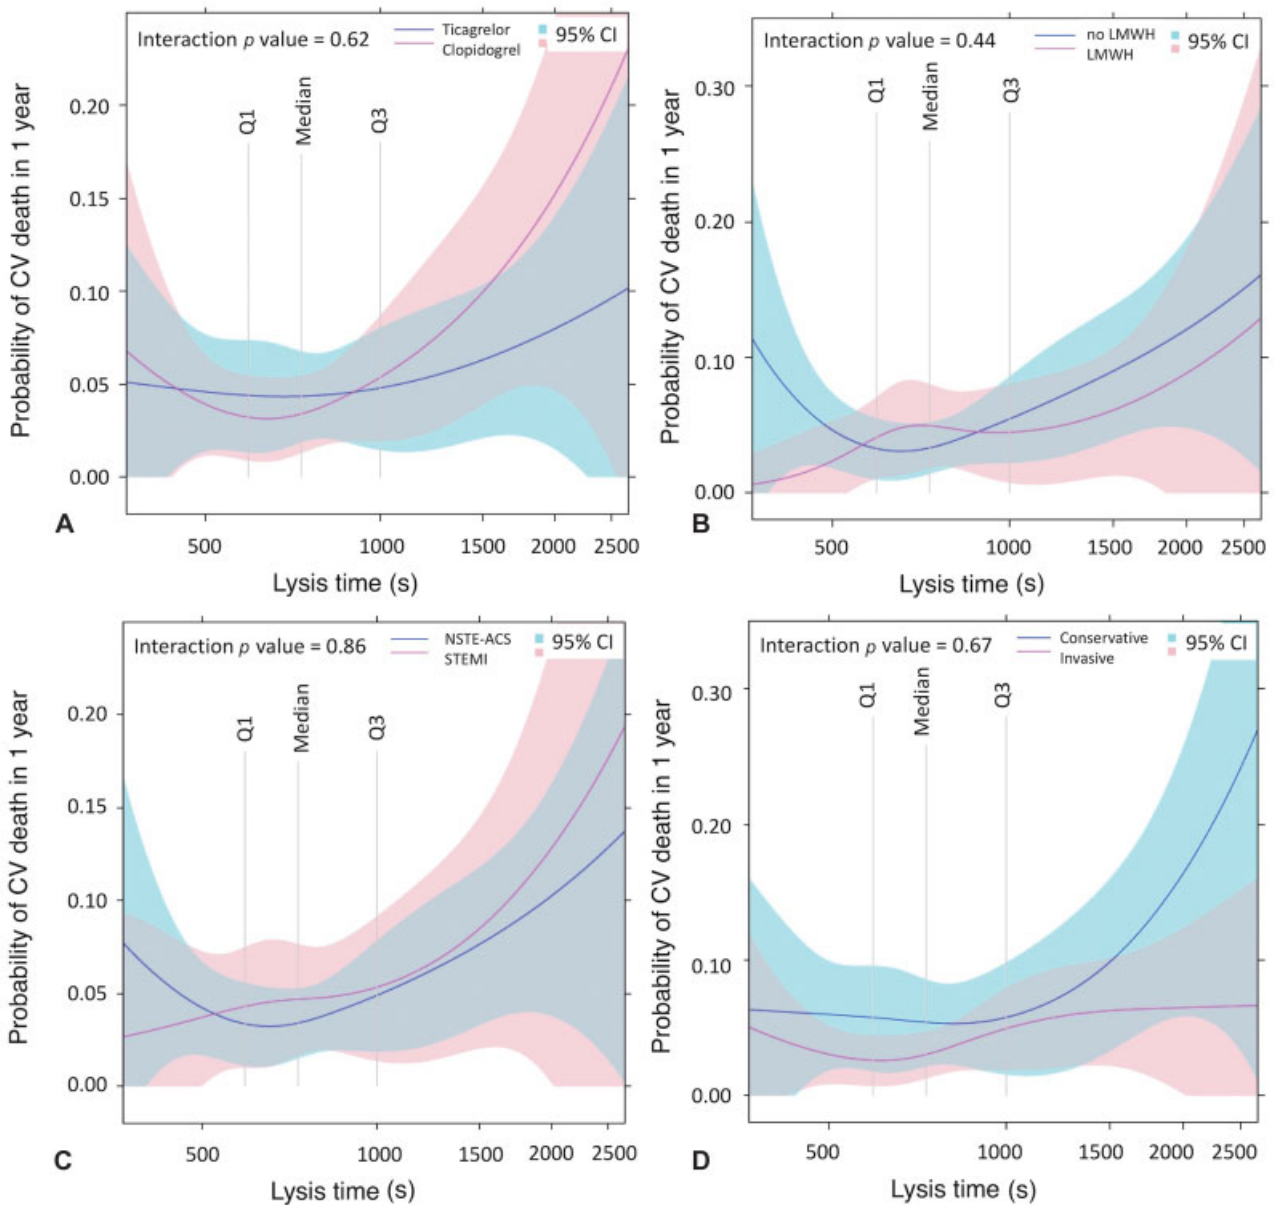 Interaction p value = 0.62
Ticagrelor
Clopidogrel
95% CI
Q1
Median
Q3
Probability of CV death in 1 year
0.20
0.15
0.10
0.05
0.00
A
500 1000 1500 2000 2500
Lysis time (s)
Interaction p value = 0.44
no LMWH
LMWH
95% CI
Q1
Median
Q3
Probability of CV death in 1 year
0.30
0.20
0.10
0.00
B
500 1000 1500 2000 2500
Lysis time (s)
Interaction p value = 0.86
NSTE-ACS
STEMI
95% CI
Q1
Median
Q3
Probability of CV death in 1 year
0.20
0.15
0.10
0.05
0.00
C
500 1000 1500 2000 2500
Lysis time (s)
Interaction p value = 0.67
Conservative
Invasive
95% CI
Q1
Median
Q3
Probability of CV death in 1 year
0.30
0.20
0.10
0.00
D
500 1000 1500 2000 2500
Lysis time (s)